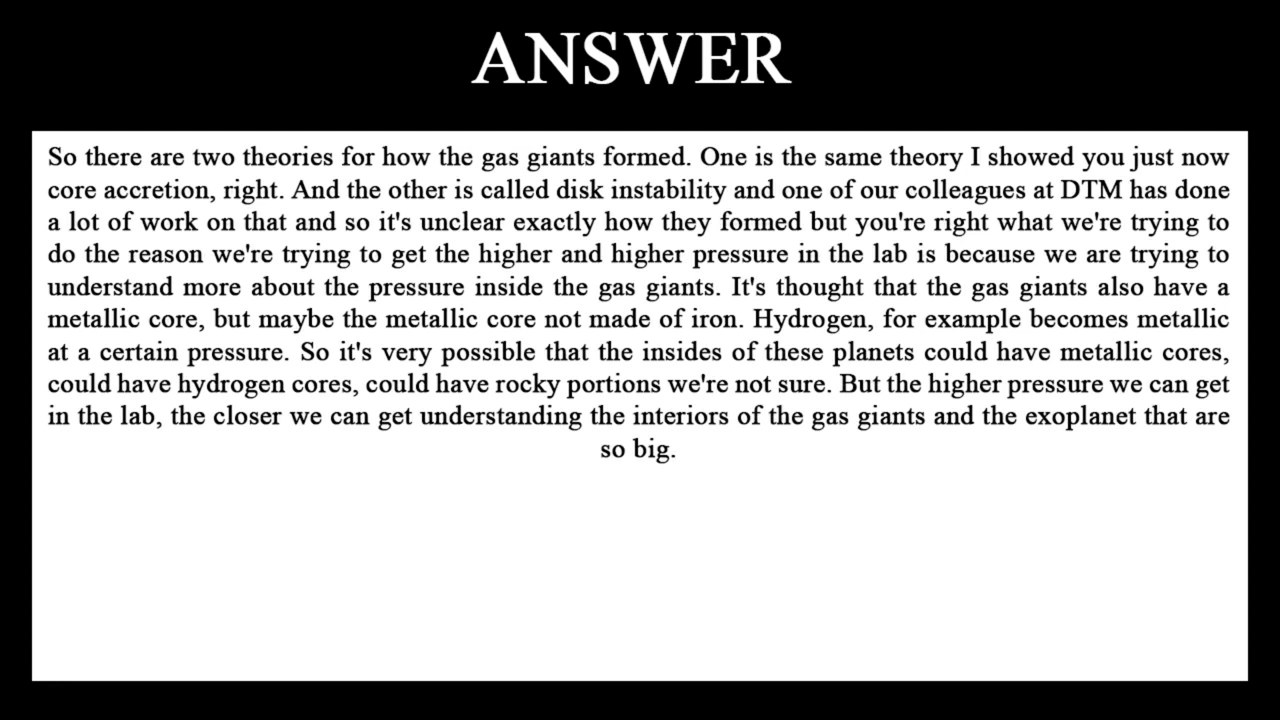 ANSWER
So there are two theories for how the gas giants formed. One is the same theory I showed you just now
core accretion, right. And the other is called disk instability and one of our colleagues at DTM has done
a lot of work on that and so it's unclear exactly how they formed but you're right what we're trying to
do the reason we're trying to get the higher and higher pressure in the lab is because we are trying to
understand more about the pressure inside the gas giants. It's thought that the gas giants also have a
metallic core, but maybe the metallic core not made of iron. Hydrogen, for example becomes metallic
at a certain pressure. So it's very possible that the insides of these planets could have metallic cores,
could have hydrogen cores, could have rocky portions we're not sure. But the higher pressure we can get
in the lab, the closer we can get understanding the interiors of the gas giants and the exoplanet that are
so big.